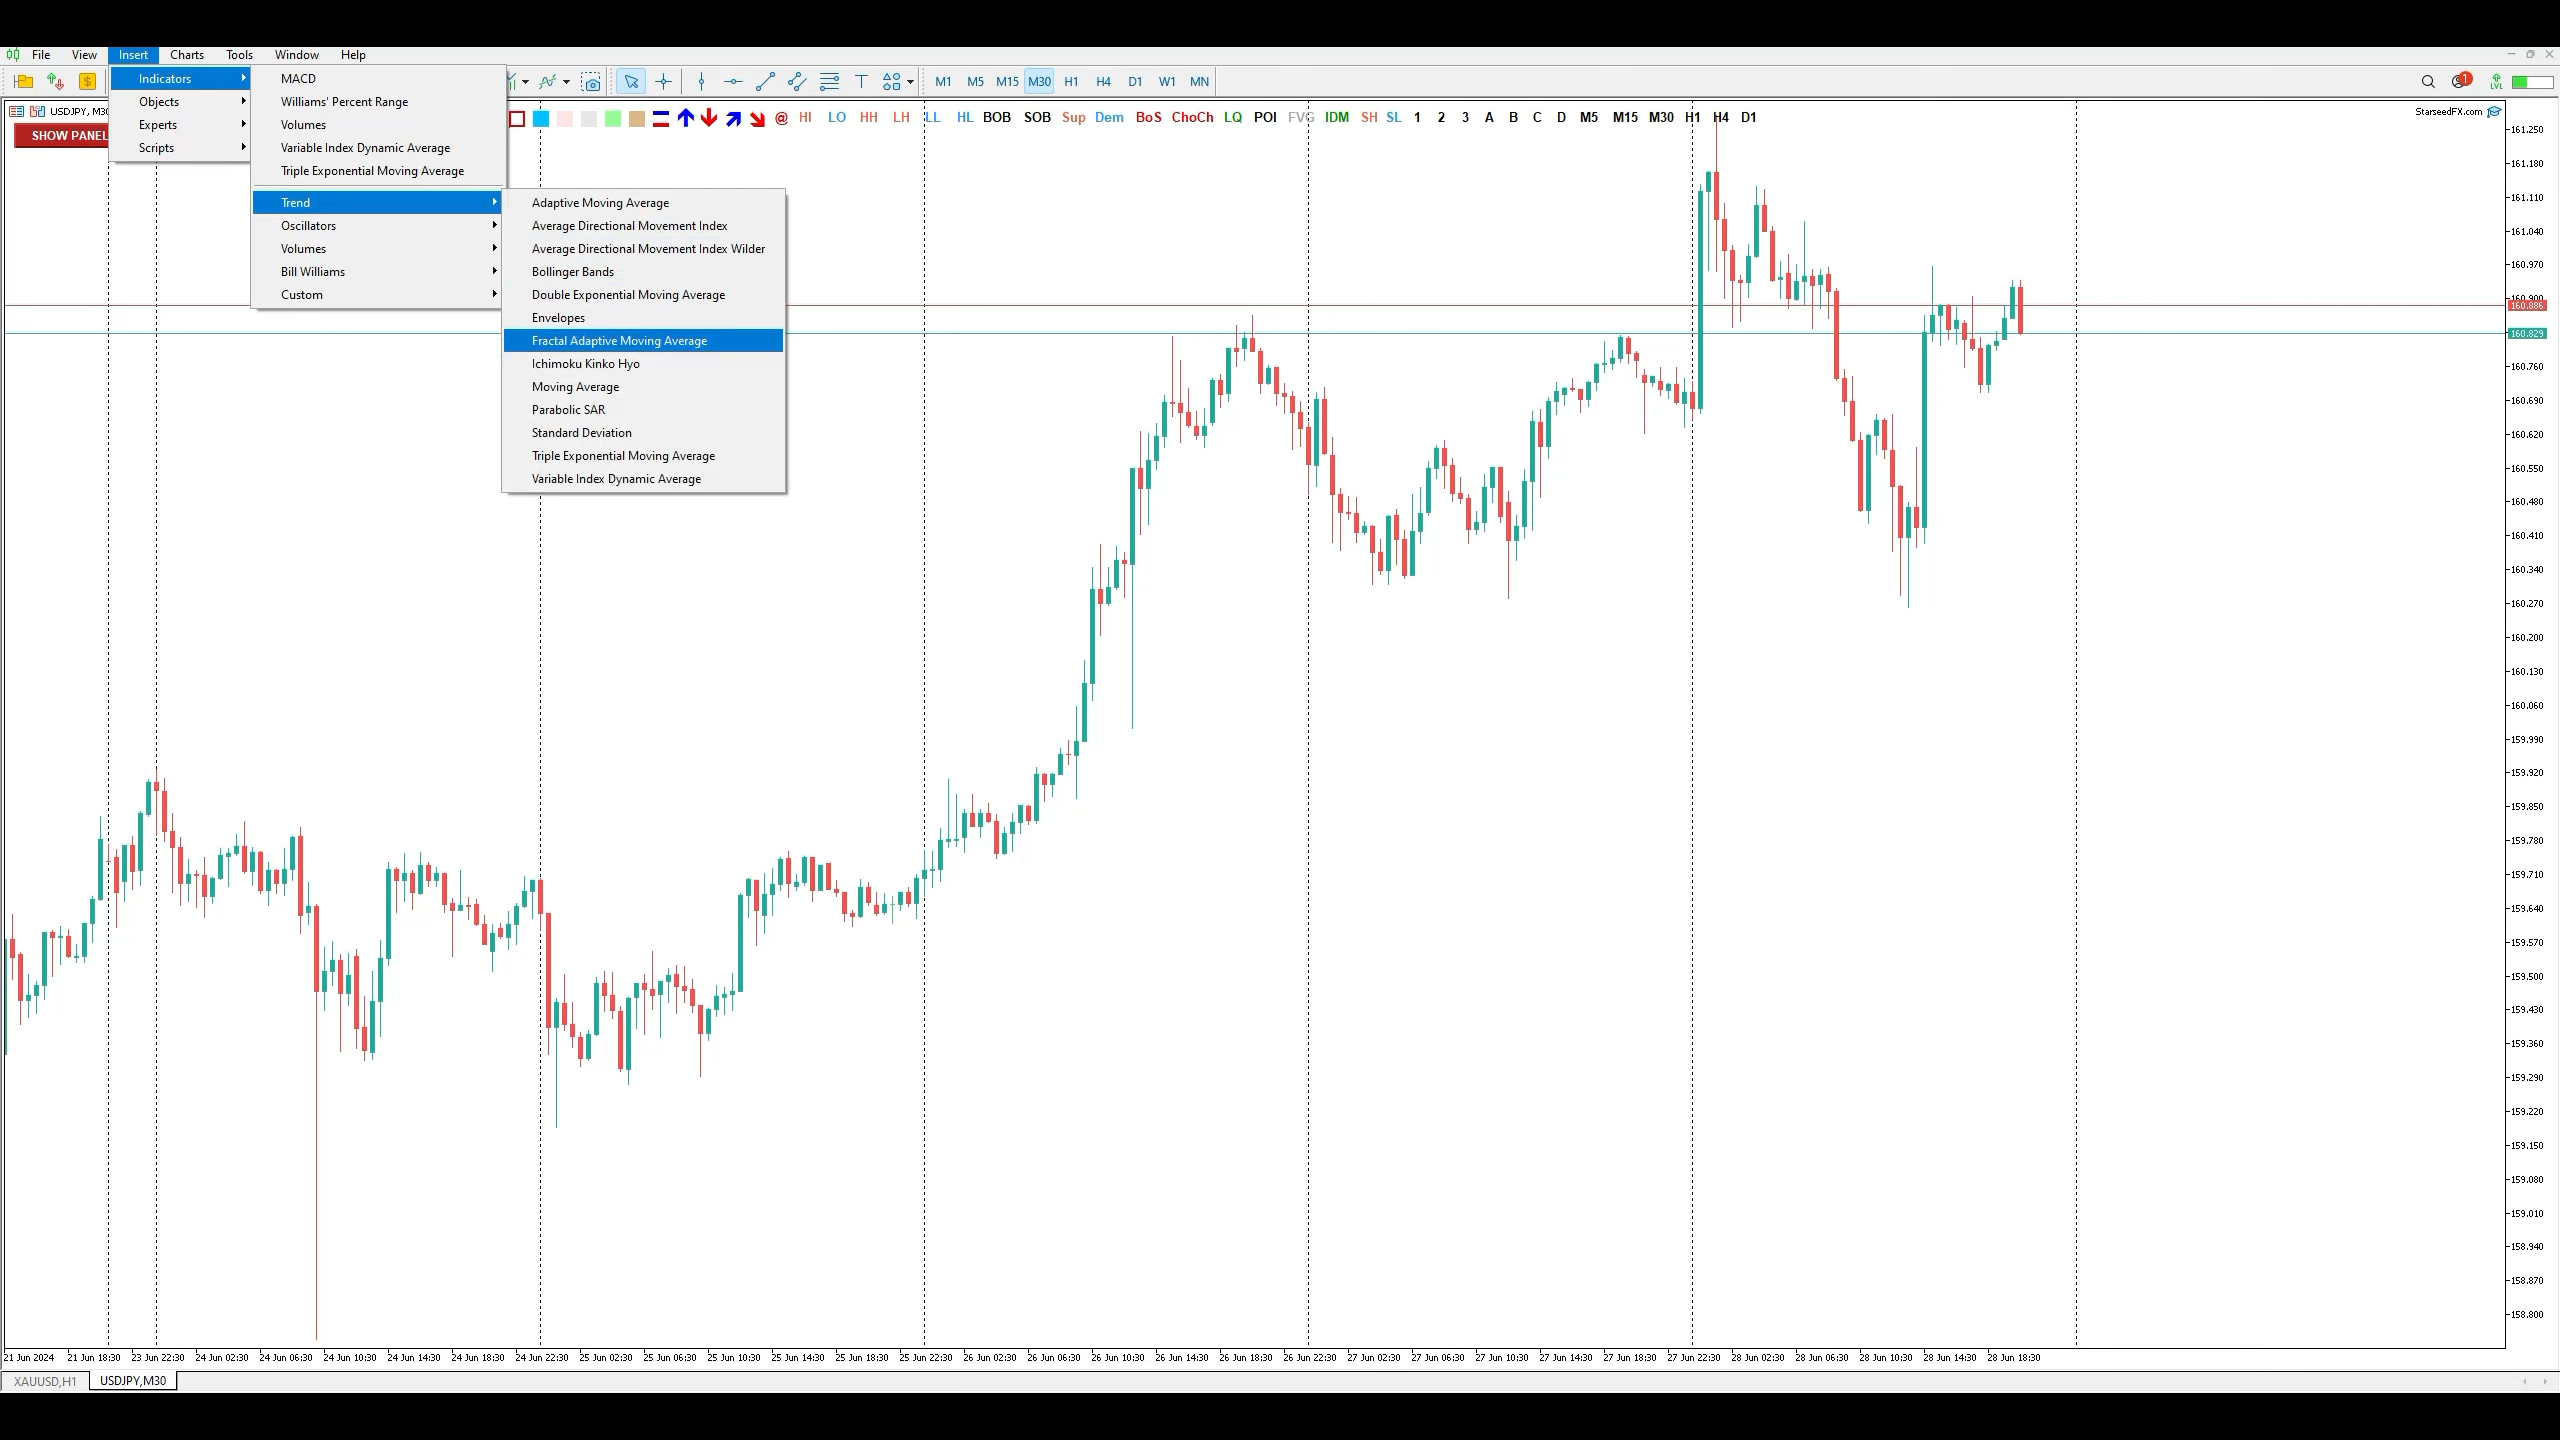 File View Insert Charts Tools Window Help
M1 M5 M15 M30 H1 H4 D1 W1 MN
1
LVL
Indicators
Objects
Experts
Scripts
MACD
Williams' Percent Range
Volumes
Variable Index Dynamic Average
Triple Exponential Moving Average
Trend
Oscillators
Volumes
Bill Williams
Custom
Adaptive Moving Average
Average Directional Movement Index
Average Directional Movement Index Wilder
Bollinger Bands
Double Exponential Moving Average
Envelopes
Fractal Adaptive Moving Average
Ichimoku Kinko Hyo
Moving Average
Parabolic SAR
Standard Deviation
Triple Exponential Moving Average
Variable Index Dynamic Average
USDJPY, M30
SHOW PANEL
@ HI LO HH LH LL HL BOB SOB Sup Dem BoS ChoCh LQ POI FVG IDM SH SL 1 2 3 A B C D M5 M15 M30 H1 H4 D1
StarseedFX.com
161.250
161.180
161.110
161.040
160.970
160.900
160.886
160.829
160.760
160.690
160.620
160.550
160.480
160.410
160.340
160.270
160.200
160.130
160.060
159.990
159.920
159.850
159.780
159.710
159.640
159.570
159.500
159.430
159.360
159.290
159.220
159.150
159.080
159.010
158.940
158.870
158.800
21 Jun 2024 21 Jun 18:30 23 Jun 22:30 24 Jun 02:30 24 Jun 06:30 24 Jun 10:30 24 Jun 14:30 24 Jun 18:30 24 Jun 22:30 25 Jun 02:30 25 Jun 06:30 25 Jun 10:30 25 Jun 14:30 25 Jun 18:30 25 Jun 22:30 26 Jun 02:30 26 Jun 06:30 26 Jun 10:30 26 Jun 14:30 26 Jun 18:30 26 Jun 22:30 27 Jun 02:30 27 Jun 06:30 27 Jun 10:30 27 Jun 14:30 27 Jun 18:30 27 Jun 22:30 28 Jun 02:30 28 Jun 06:30 28 Jun 10:30 28 Jun 14:30 28 Jun 18:30
XAUUSD,H1 USDJPY,M30